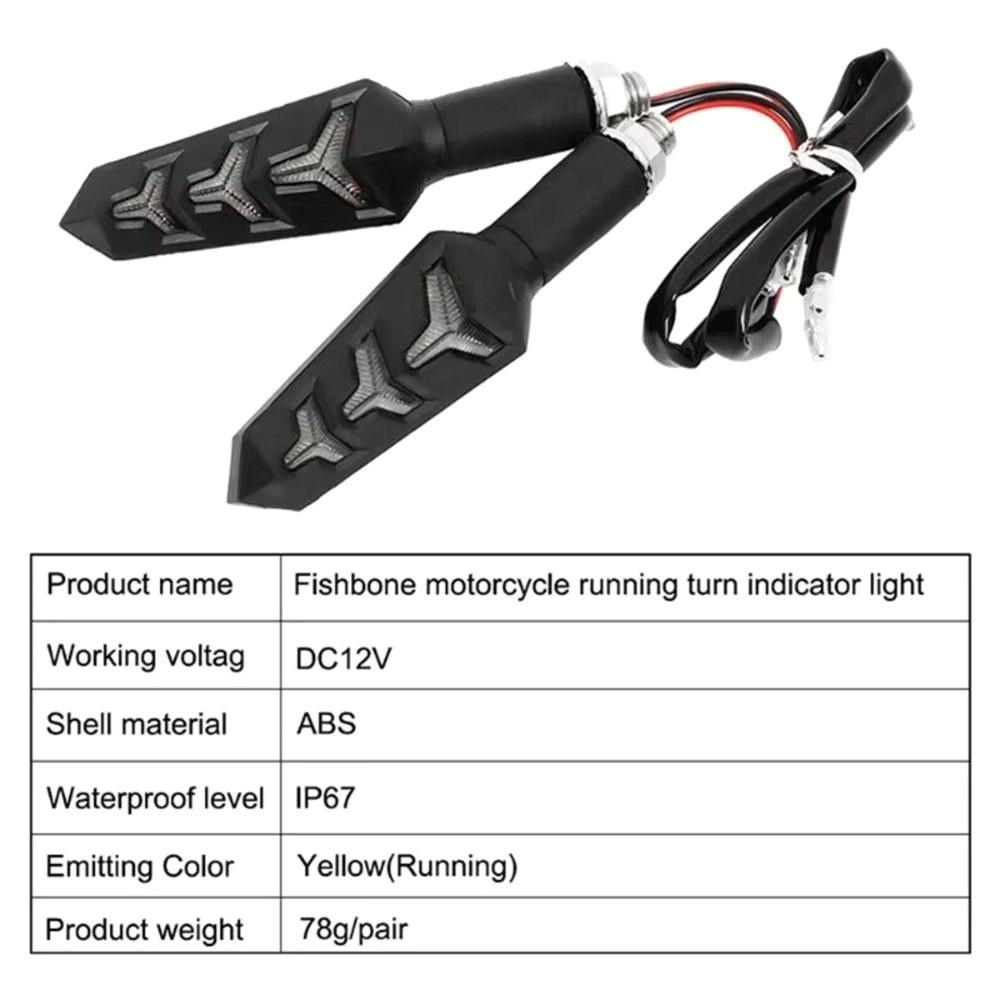 Product name Fishbone motorcycle running turn indicator light
Working voltag DC12V
Shell material ABS
Waterproof level IP67
Emitting Color Yellow(Running)
Product weight 78g/pair